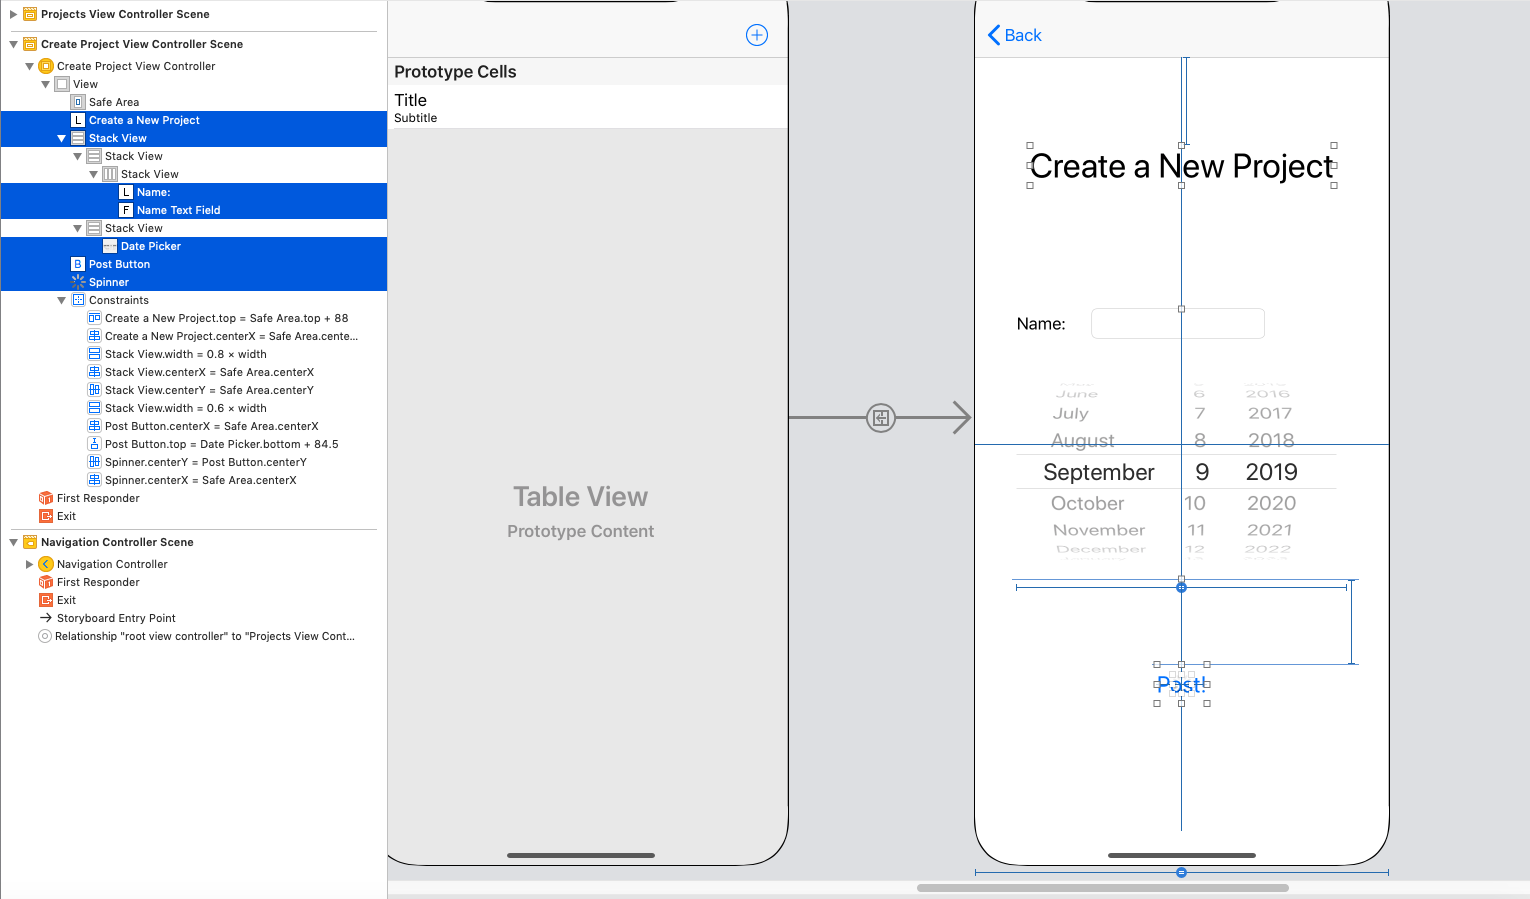 Projects View Controller Scene
Create Project View Controller Scene
Create Project View Controller
View
Safe Area
L Create a New Project
Stack View
Stack View
Stack View
L Name:
F Name Text Field
Stack View
Date Picker
B Post Button
Spinner
Constraints
Create a New Project.top = Safe Area.top + 88
Create a New Project.centerX = Safe Area.cente...
Stack View.width = 0.8 × width
Stack View.centerX = Safe Area.centerX
Stack View.centerY = Safe Area.centerY
Stack View.width = 0.6 × width
Post Button.centerX = Safe Area.centerX
Post Button.top = Date Picker.bottom + 84.5
Spinner.centerY = Post Button.centerY
Spinner.centerX = Safe Area.centerX
First Responder
Exit
Navigation Controller Scene
Navigation Controller
First Responder
Exit
Storyboard Entry Point
Relationship "root view controller" to "Projects View Cont...
Prototype Cells
Title
Subtitle
Table View
Prototype Content
Back
Create a New Project
Name:
June 6 2016
July 7 2017
August 8 2018
September 9 2019
October 10 2020
November 11 2021
December 12 2022
Post!